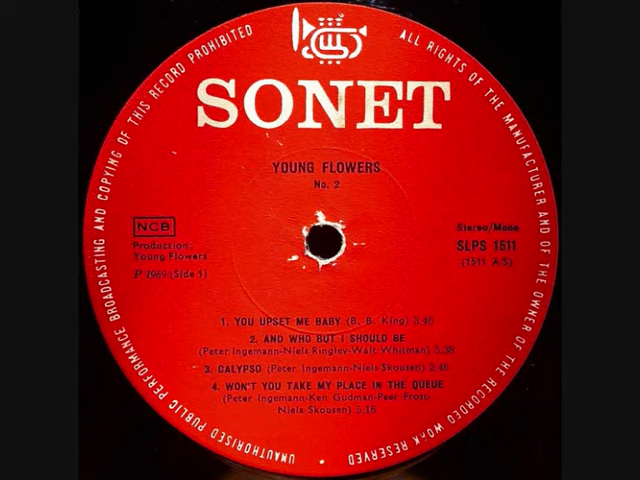 UNAUTHORISED PUBLIC PERFORMANCE BROADCASTING AND COPYING OF THIS RECORD PROHIBITED
ALL RIGHTS OF THE MANUFACTURER AND OF THE OWNER OF THE RECORDED WORK RESERVED
SONET
YOUNG FLOWERS
No. 2
NCB
Production:
Young Flowers
℗ 1969 (Side 1)
Stereo/Mono
SLPS 1511
(1511 A/S)
1. YOU UPSET ME BABY (B. B. King) 3,46
2. AND WHO BUT I SHOULD BE
(Peter Ingemann-Niels Ringley-Walt Whitman) 5,38
3. CALYPSO (Peter Ingemann-Niels Skousen) 2,46
4. WON'T YOU TAKE MY PLACE IN THE QUEUE
(Peter Ingemann-Ken Gudman-Peer Frost-
Niels Skousen) 5,16